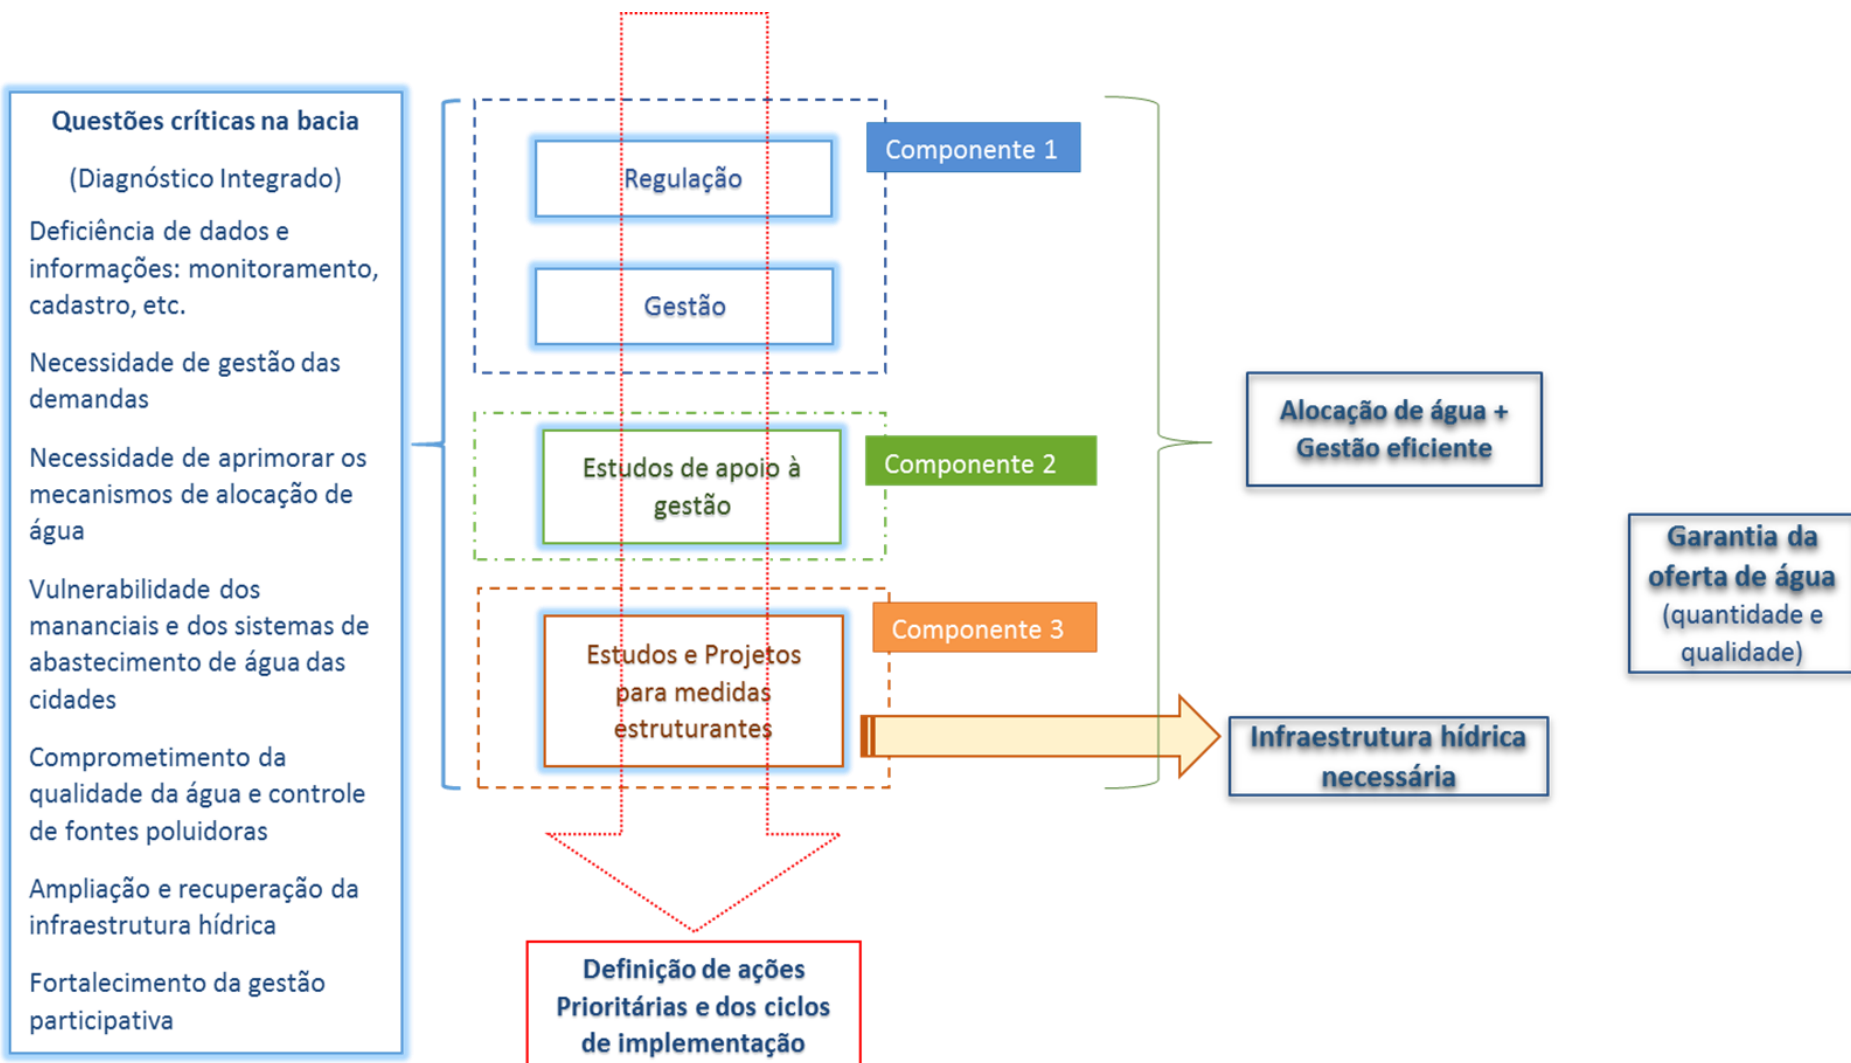 Questões críticas na bacia
(Diagnóstico Integrado)
Deficiência de dados e
informações: monitoramento,
cadastro, etc.
Necessidade de gestão das
demandas
Necessidade de aprimorar os
mecanismos de alocação de
água
Vulnerabilidade dos
mananciais e dos sistemas de
abastecimento de água das
cidades
Comprometimento da
qualidade da água e controle
de fontes poluidoras
Ampliação e recuperação da
infraestrutura hídrica
Fortalecimento da gestão
participativa
Componente 1
Regulação
Gestão
Componente 2
Estudos de apoio à
gestão
Componente 3
Estudos e Projetos
para medidas
estruturantes
Definição de ações
Prioritárias e dos ciclos
de implementação
Alocação de água +
Gestão eficiente
Infraestrutura hídrica
necessária
Garantia da
oferta de água
(quantidade e
qualidade)